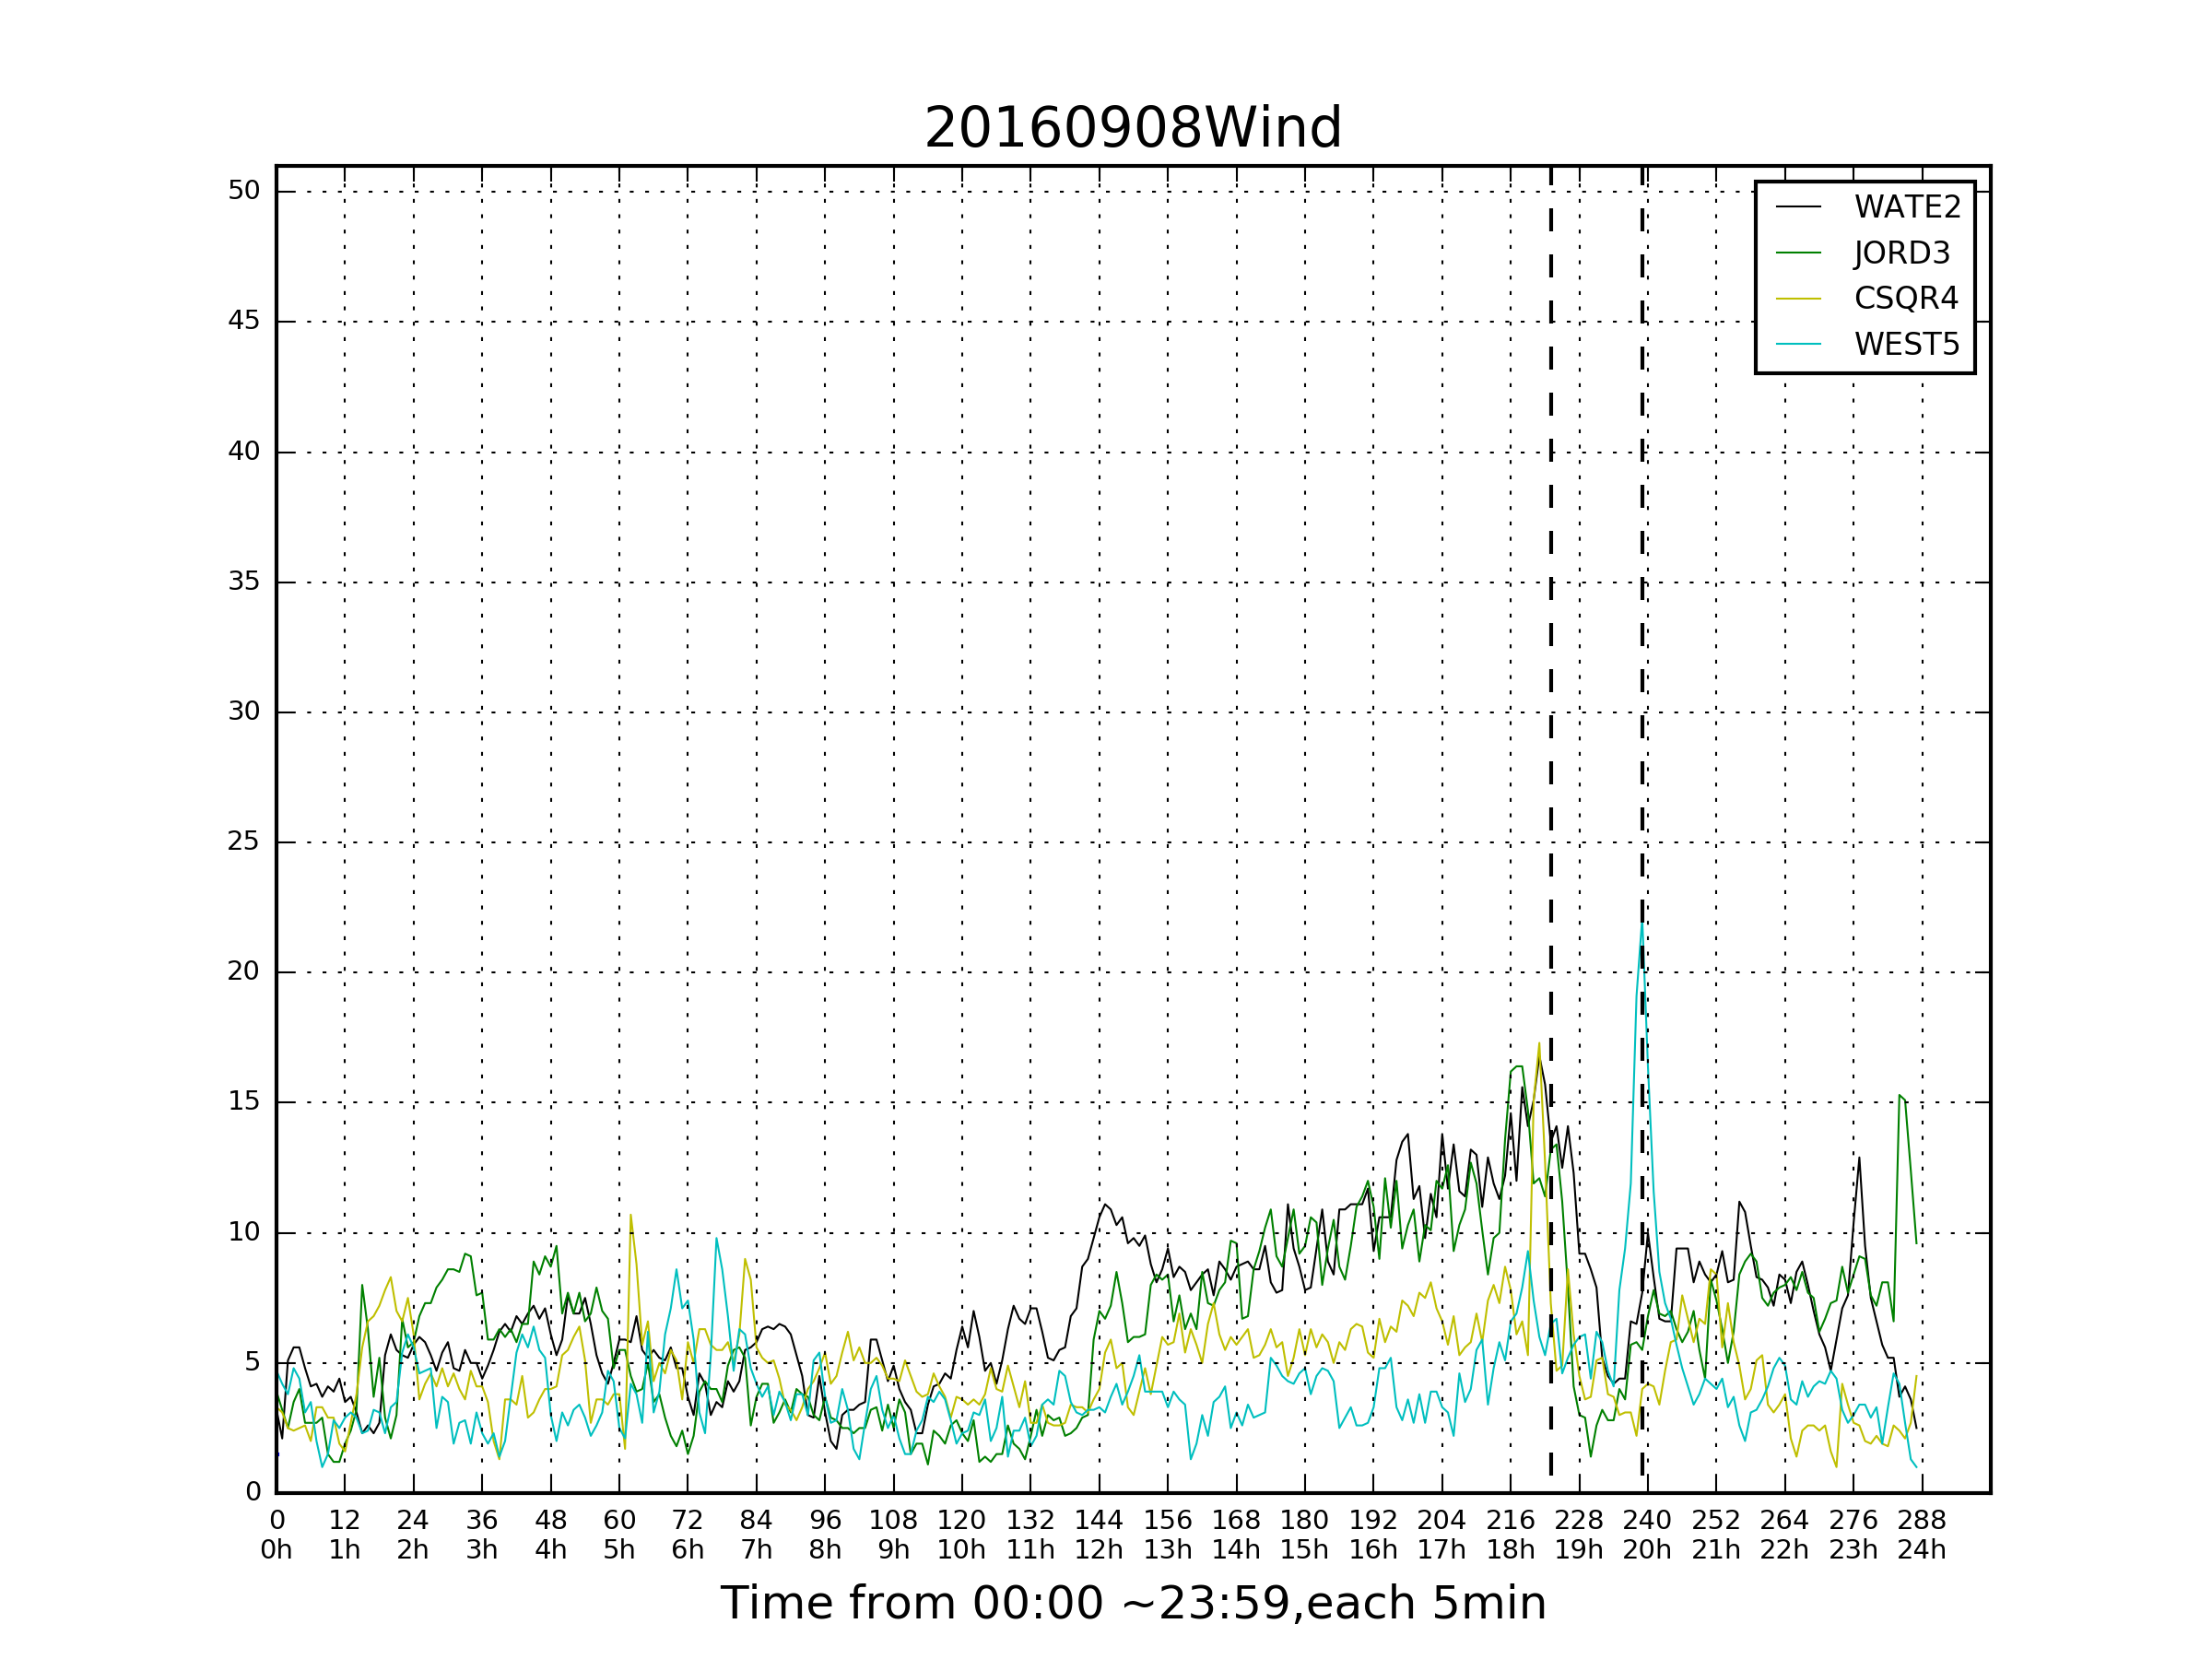 20160908Wind
50
45
40
35
30
25
20
15
10
5
0
WATE2
JORD3
CSQR4
WEST5
0 12 24 36 48 60 72 84 96 108 120 132 144 156 168 180 192 204 216 228 240 252 264 276 288
0h 1h 2h 3h 4h 5h 6h 7h 8h 9h 10h 11h 12h 13h 14h 15h 16h 17h 18h 19h 20h 21h 22h 23h 24h
Time from 00:00 ~23:59,each 5min